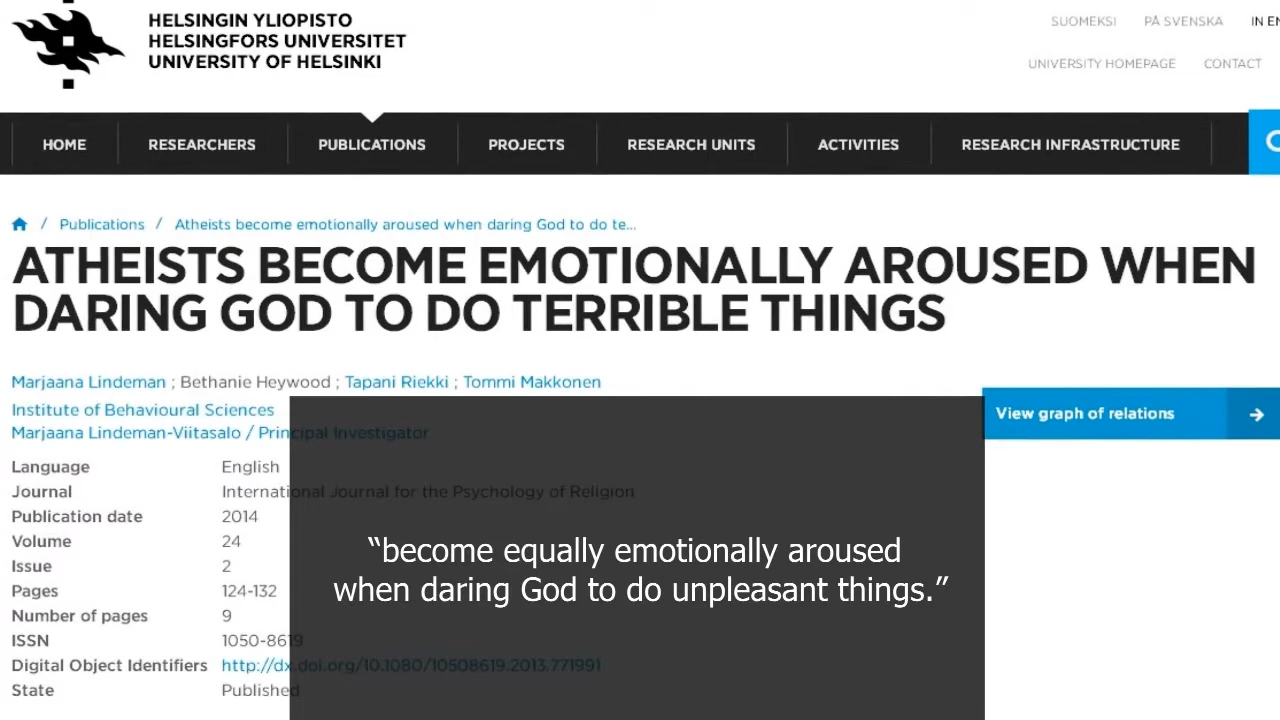 HELSINGIN YLIOPISTO
HELSINGFORS UNIVERSITET
UNIVERSITY OF HELSINKI
SUOMEKSI PÅ SVENSKA IN EN
UNIVERSITY HOMEPAGE CONTACT
HOME RESEARCHERS PUBLICATIONS PROJECTS RESEARCH UNITS ACTIVITIES RESEARCH INFRASTRUCTURE
/ Publications / Atheists become emotionally aroused when daring God to do te...
ATHEISTS BECOME EMOTIONALLY AROUSED WHEN
DARING GOD TO DO TERRIBLE THINGS
Marjaana Lindeman ; Bethanie Heywood ; Tapani Riekki ; Tommi Makkonen
Institute of Behavioural Sciences
Marjaana Lindeman-Viitasalo / Principal Investigator
View graph of relations
Language English
Journal International Journal for the Psychology of Religion
Publication date 2014
Volume 24
Issue 2
Pages 124-132
Number of pages 9
ISSN 1050-8619
Digital Object Identifiers http://dx.doi.org/10.1080/10508619.2013.771991
State Published
“become equally emotionally aroused
when daring God to do unpleasant things.”